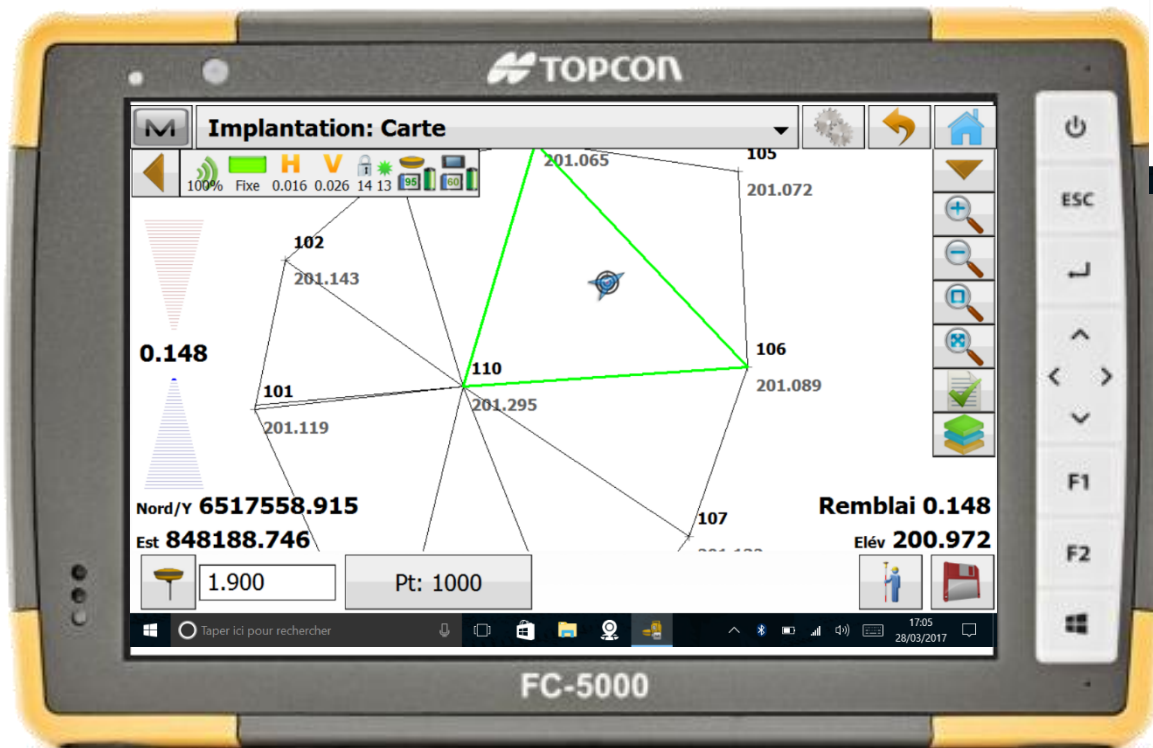 TOPCON
M Implantation: Carte
H V
100% Fixe 0.016 0.026 14 13 95 60
201.065
105
201.072
102
201.143
0.148
106
201.089
110
201.295
101
201.119
Nord/Y 6517558.915
Est 848188.746
107
Remblai 0.148
Elév 200.972
1.900
Pt: 1000
Taper ici pour rechercher
17:05
28/03/2017
ESC
F1
F2
FC-5000